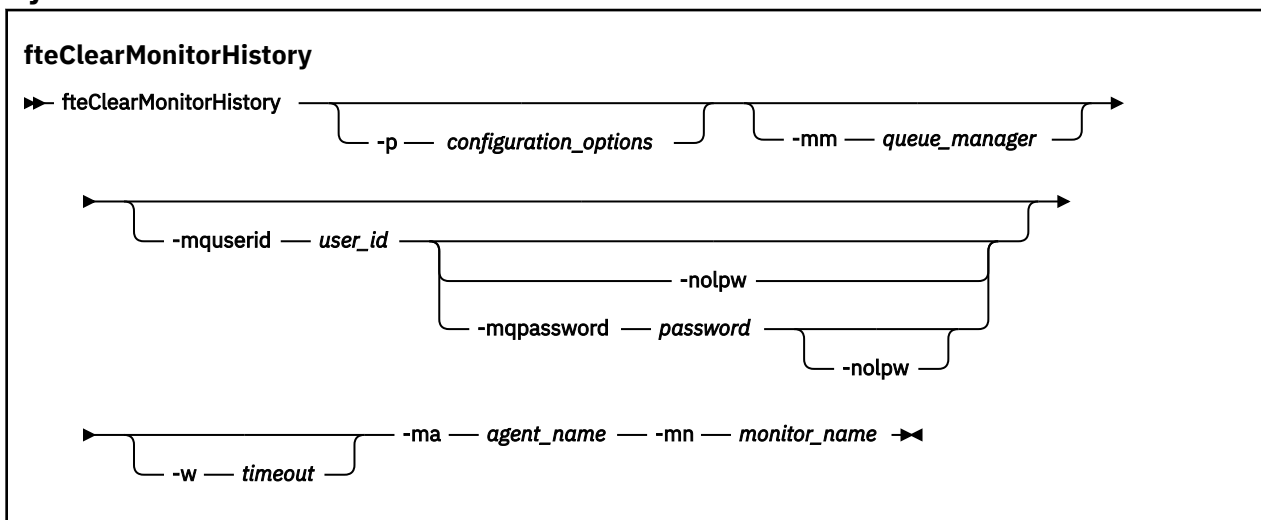 fteClearMonitorHistory
fteClearMonitorHistory
-p configuration_options -mm queue_manager
-mquserid user_id
-nolpw
-mqpassword password
-nolpw
-ma agent_name -mn monitor_name
-w timeout